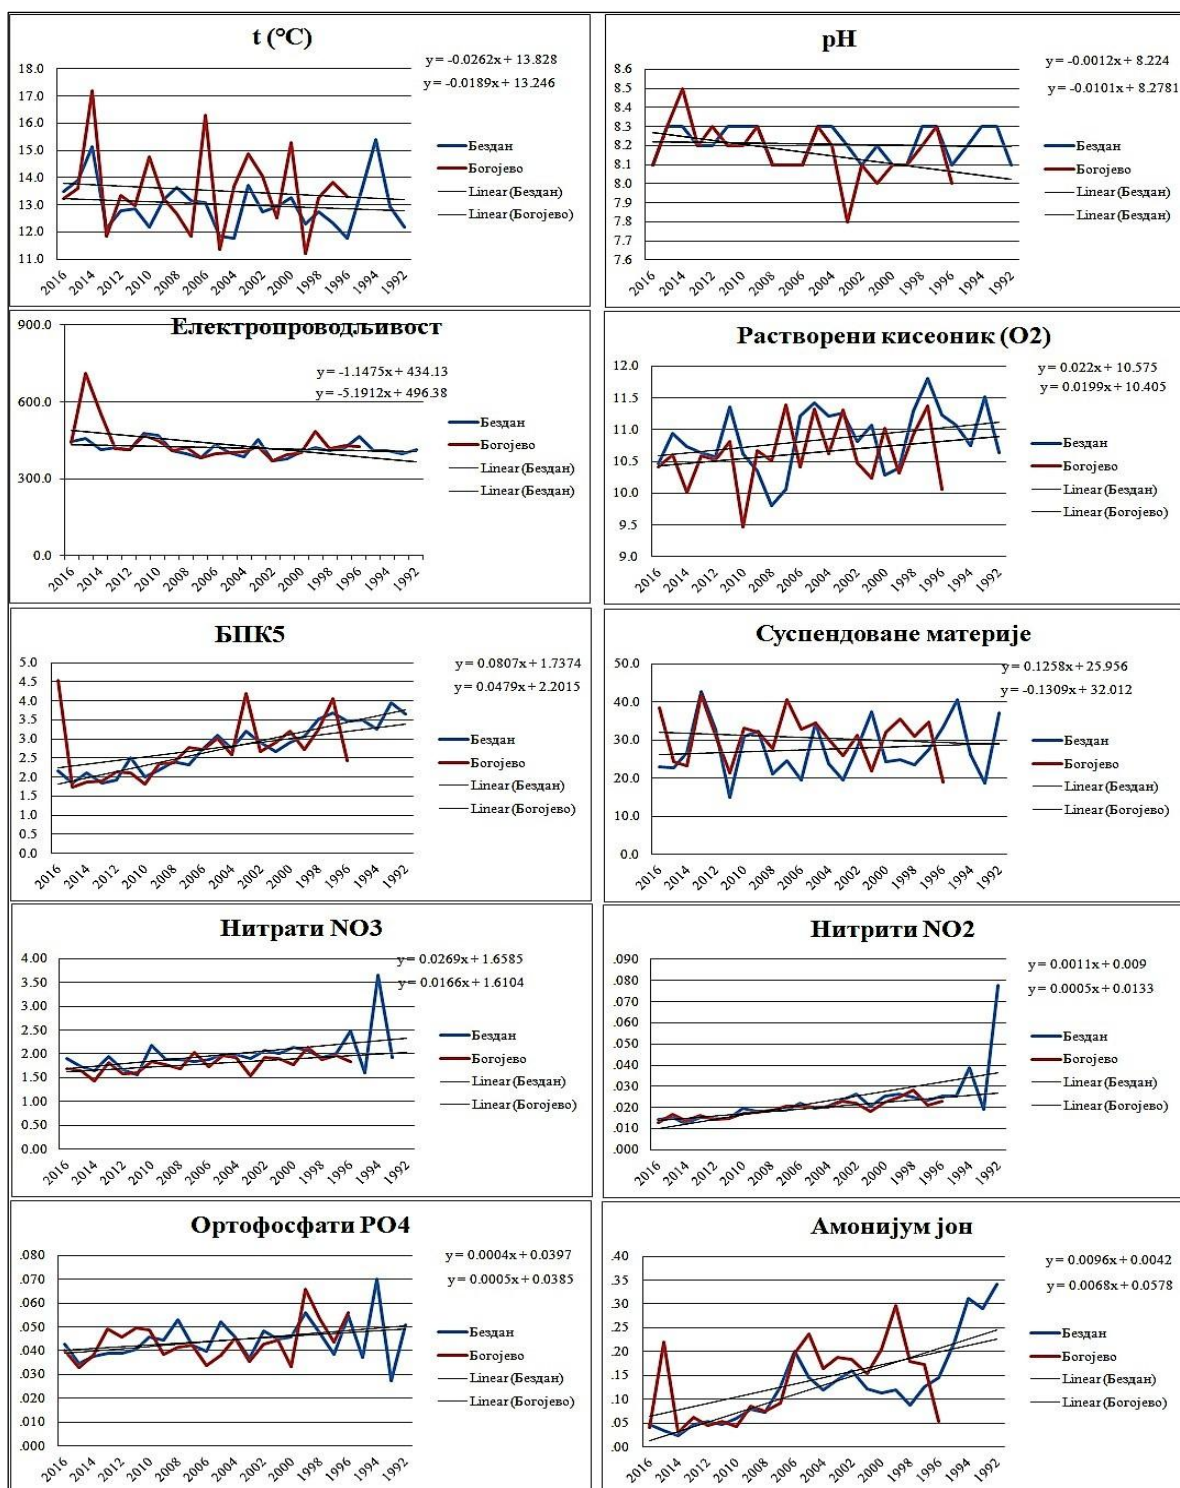 t (°C)
y = -0.0262x + 13.828
y = -0.0189x + 13.246
18.0
17.0
16.0
15.0
14.0
13.0
12.0
11.0
2016 2014 2012 2010 2008 2006 2004 2002 2000 1998 1996 1994 1992
Бездан
Богојево
Linear (Бездан)
Linear (Богојево)
pH
y = -0.0012x + 8.224
y = -0.0101x + 8.2781
8.6
8.5
8.4
8.3
8.2
8.1
8.0
7.9
7.8
7.7
7.6
2016 2014 2012 2010 2008 2006 2004 2002 2000 1998 1996 1994 1992
Бездан
Богојево
Linear (Бездан)
Linear (Богојево)
Електропроводљивост
y = -1.1475x + 434.13
y = -5.1912x + 496.38
900.0
600.0
300.0
0.0
2016 2014 2012 2010 2008 2006 2004 2002 2000 1998 1996 1994 1992
Бездан
Богојево
Linear (Бездан)
Linear (Бездан)
Растворени кисеоник (O2)
y = 0.022x + 10.575
y = 0.0199x + 10.405
12.0
11.5
11.0
10.5
10.0
9.5
9.0
2016 2014 2012 2010 2008 2006 2004 2002 2000 1998 1996 1994 1992
Бездан
Богојево
Linear (Бездан)
Linear (Богојево)
БПК5
y = 0.0807x + 1.7374
y = 0.0479x + 2.2015
5.0
4.5
4.0
3.5
3.0
2.5
2.0
1.5
1.0
0.5
0.0
2016 2014 2012 2010 2008 2006 2004 2002 2000 1998 1996 1994 1992
Бездан
Богојево
Linear (Бездан)
Linear (Богојево)
Суспендоване материје
y = 0.1258x + 25.956
y = -0.1309x + 32.012
50.0
40.0
30.0
20.0
10.0
0.0
2016 2014 2012 2010 2008 2006 2004 2002 2000 1998 1996 1994 1992
Бездан
Богојево
Linear (Бездан)
Linear (Богојево)
Нитрати NO3
y = 0.0269x + 1.6585
y = 0.0166x + 1.6104
4.00
3.50
3.00
2.50
2.00
1.50
1.00
0.50
0.00
2016 2014 2012 2010 2008 2006 2004 2002 2000 1998 1996 1994 1992
Бездан
Богојево
Linear (Бездан)
Linear (Богојево)
Нитрити NO2
y = 0.0011x + 0.009
y = 0.0005x + 0.0133
.090
.080
.070
.060
.050
.040
.030
.020
.010
.000
2016 2014 2012 2010 2008 2006 2004 2002 2000 1998 1996 1994 1992
Бездан
Богојево
Linear (Бездан)
Linear (Богојево)
Ортофосфати PO4
y = 0.0004x + 0.0397
y = 0.0005x + 0.0385
.080
.070
.060
.050
.040
.030
.020
.010
.000
2016 2014 2012 2010 2008 2006 2004 2002 2000 1998 1996 1994 1992
Бездан
Богојево
Linear (Бездан)
Linear (Богојево)
Амонијум јон
y = 0.0096x + 0.0042
y = 0.0068x + 0.0578
.40
.35
.30
.25
.20
.15
.10
.05
.00
2016 2014 2012 2010 2008 2006 2004 2002 2000 1998 1996 1994 1992
Бездан
Богојево
Linear (Бездан)
Linear (Богојево)